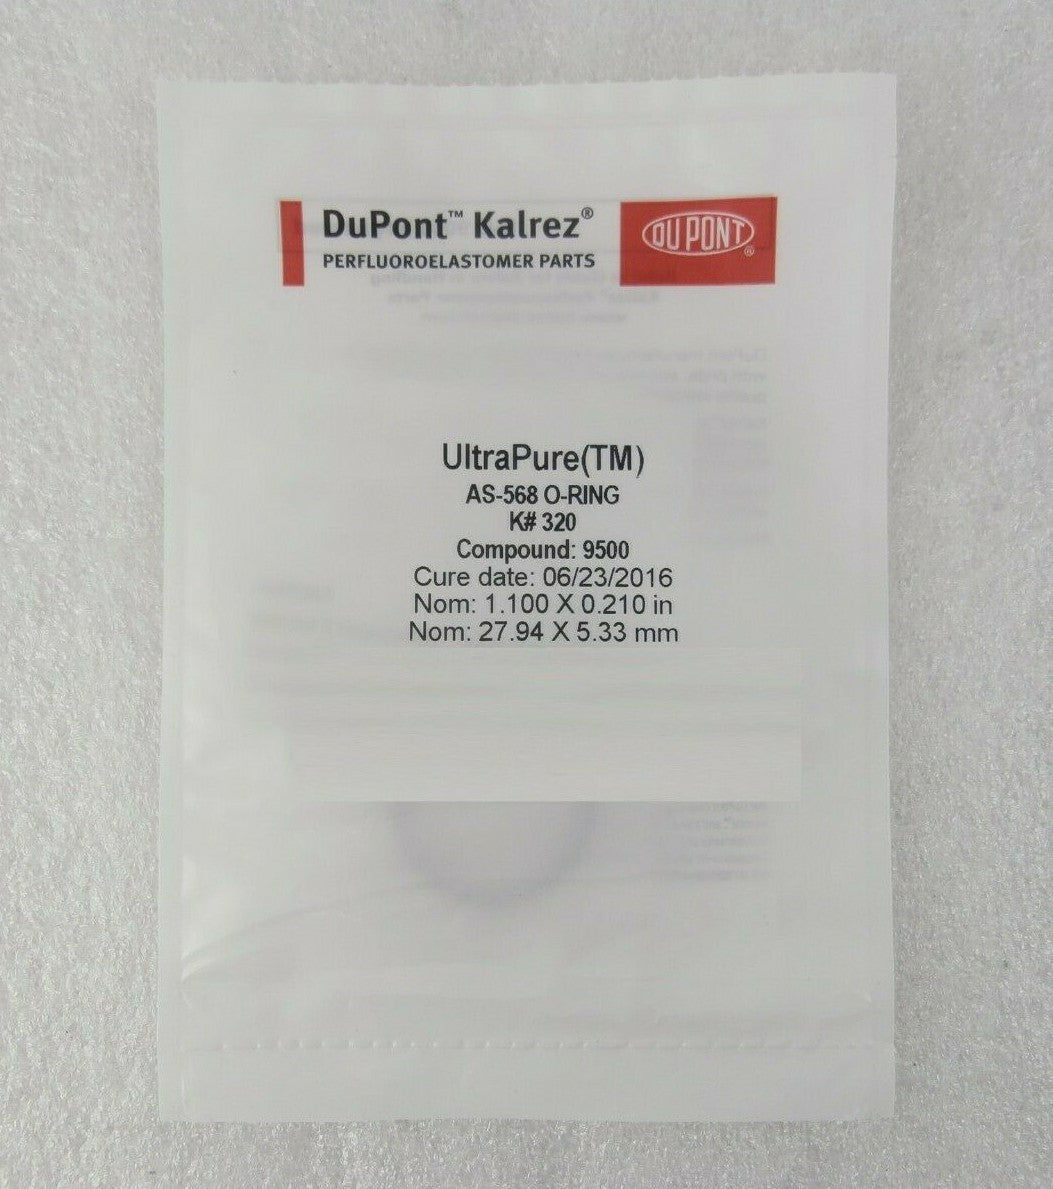 DuPont™ Kalrez®
PERFLUOROELASTOMER PARTS
DU PONT®
UltraPure(TM)
AS-568 O-RING
K# 320
Compound: 9500
Cure date: 06/23/2016
Nom: 1.100 X 0.210 in
Nom: 27.94 X 5.33 mm